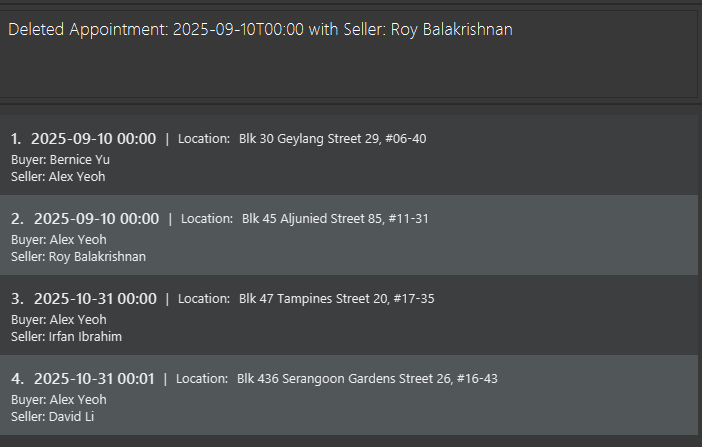 Deleted Appointment: 2025-09-10T00:00 with Seller: Roy Balakrishnan
1. 2025-09-10 00:00 | Location: Blk 30 Geylang Street 29, #06-40
Buyer: Bernice Yu
Seller: Alex Yeoh
2. 2025-09-10 00:00 | Location: Blk 45 Aljunied Street 85, #11-31
Buyer: Alex Yeoh
Seller: Roy Balakrishnan
3. 2025-10-31 00:00 | Location: Blk 47 Tampines Street 20, #17-35
Buyer: Alex Yeoh
Seller: Irfan Ibrahim
4. 2025-10-31 00:01 | Location: Blk 436 Serangoon Gardens Street 26, #16-43
Buyer: Alex Yeoh
Seller: David Li